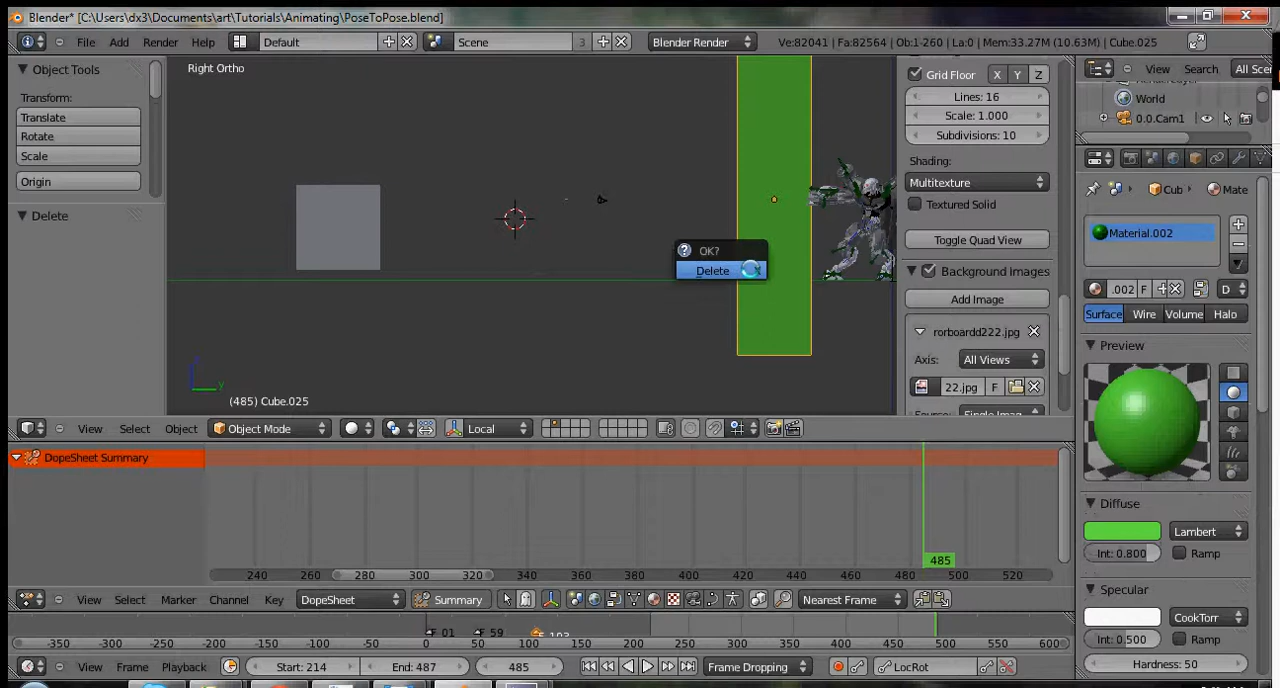 Blender* [C:\Users\dx3\Documents\art\Tutorials\Animating\PoseToPose.blend]
File Add Render Help Default Scene 3 Blender Render Ve:82041 | Fa:82564 | Ob:1-260 | La:0 | Mem:33.27M (10.63M) | Cube.025
Object Tools
Transform:
Translate
Rotate
Scale
Origin
Delete
Right Ortho
OK?
Delete
(485) Cube.025
Grid Floor X Y Z
Lines: 16
Scale: 1.000
Subdivisions: 10
Shading:
Multitexture
Textured Solid
Toggle Quad View
Background Images
Add Image
rorboardd222.jpg
Axis: All Views
22.jpg F
View Search All Sce
World
0.0.Cam1
Cub Mate
Material.002
.002 F D
Surface Wire Volume Halo
Preview
Diffuse
Lambert
Int: 0.800 Ramp
Specular
CookTorr
Int: 0.500 Ramp
Hardness: 50
View Select Object Object Mode Local
DopeSheet Summary
485
240 260 280 300 320 340 360 380 400 420 440 460 480 500 520
View Select Marker Channel Key DopeSheet Summary Nearest Frame
F 01 F 59
-350 -300 -250 -200 -150 -100 -50 0 50 100 150 200 250 300 350 400 450 500 550 600
View Frame Playback Start: 214 End: 487 485 Frame Dropping LocRot